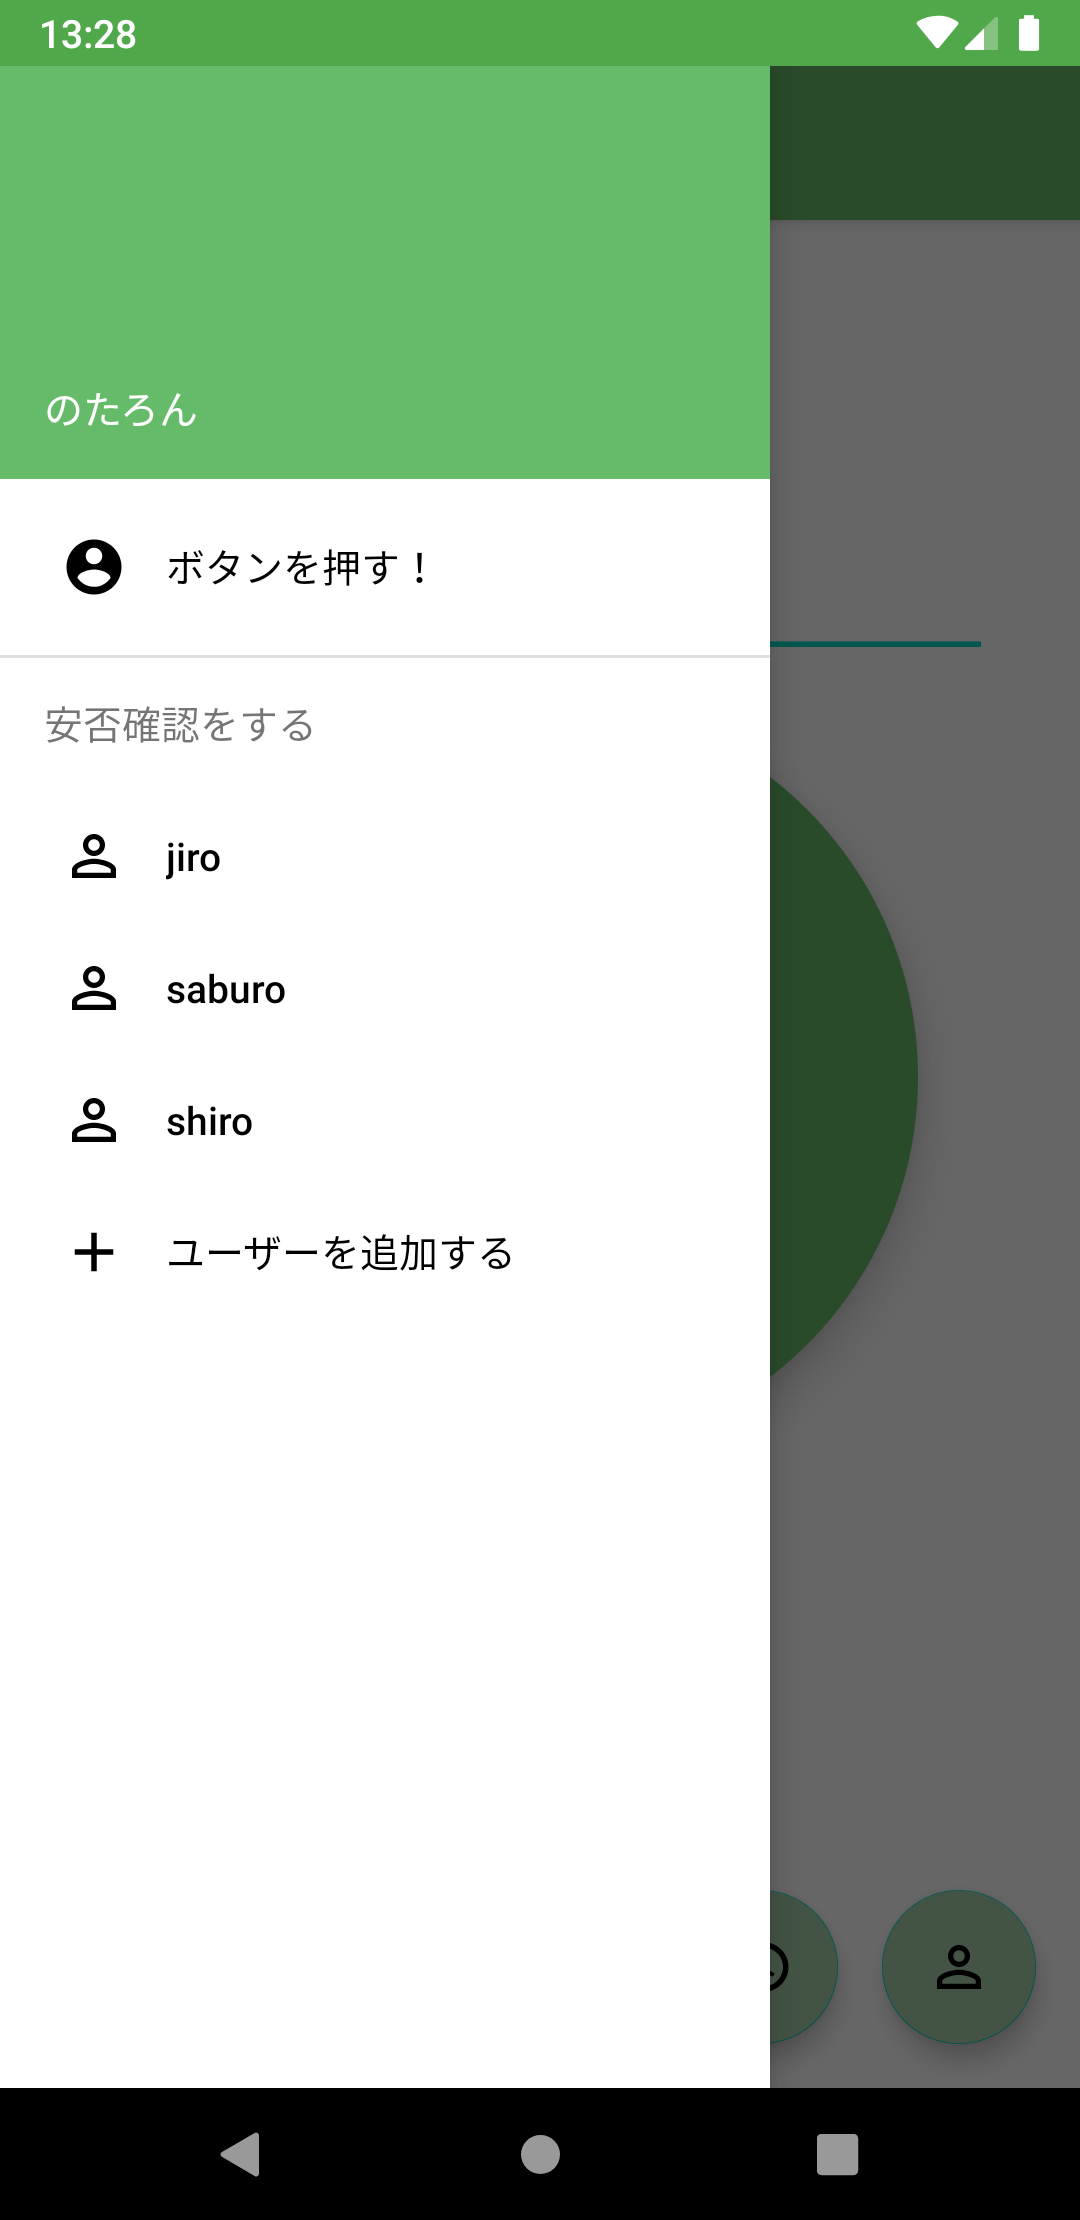 13:28
のたろん
ボタンを押す！
安否確認をする
jiro
saburo
shiro
ユーザーを追加する